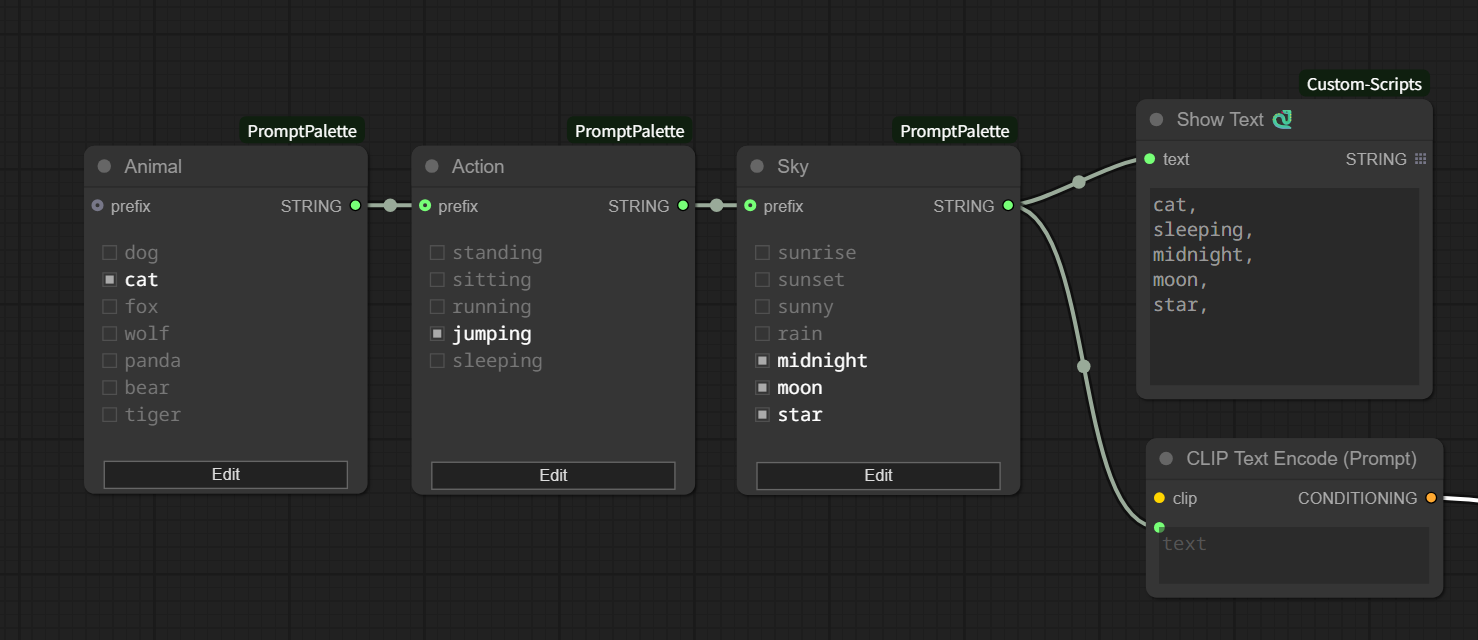 PromptPalette
Animal
prefix STRING
dog
cat
fox
wolf
panda
bear
tiger
Edit
PromptPalette
Action
prefix STRING
standing
sitting
running
jumping
sleeping
Edit
PromptPalette
Sky
prefix STRING
sunrise
sunset
sunny
rain
midnight
moon
star
Edit
Custom-Scripts
Show Text
text STRING
cat,
sleeping,
midnight,
moon,
star,
CLIP Text Encode (Prompt)
clip CONDITIONING
text